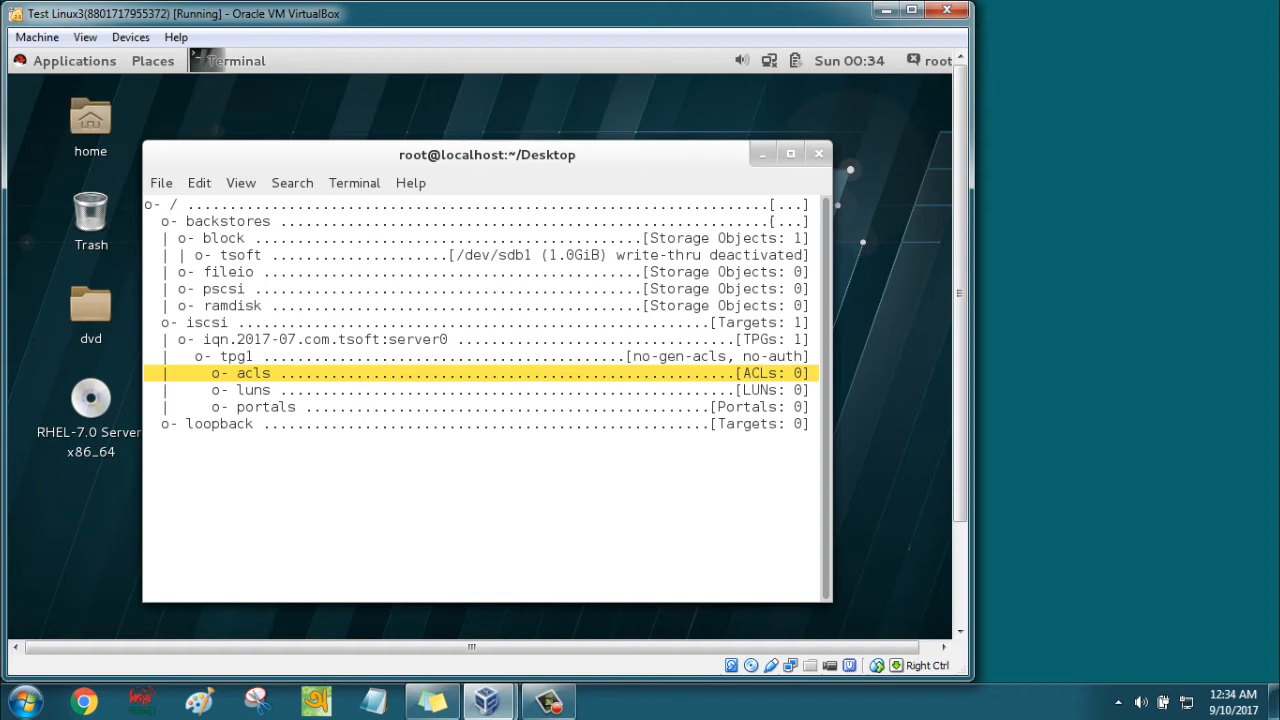 Test Linux3(8801717955372) [Running] - Oracle VM VirtualBox
Machine View Devices Help
Applications Places Terminal Sun 00:34 root
home
Trash
dvd
RHEL-7.0 Server
x86_64
root@localhost:~/Desktop
File Edit View Search Terminal Help
o- / .....................................................................[...]
o- backstores ...........................................................[...]
| o- block ..............................................[Storage Objects: 1]
| | o- tsoft .....................[/dev/sdb1 (1.0GiB) write-thru deactivated]
| o- fileio .............................................[Storage Objects: 0]
| o- pscsi ..............................................[Storage Objects: 0]
| o- ramdisk ............................................[Storage Objects: 0]
o- iscsi ........................................................[Targets: 1]
| o- iqn.2017-07.com.tsoft:server0 .................................[TPGs: 1]
| o- tpg1 ...........................................[no-gen-acls, no-auth]
| o- acls ......................................................[ACLs: 0]
| o- luns ......................................................[LUNs: 0]
| o- portals ................................................[Portals: 0]
o- loopback .....................................................[Targets: 0]
Right Ctrl
12:34 AM
9/10/2017